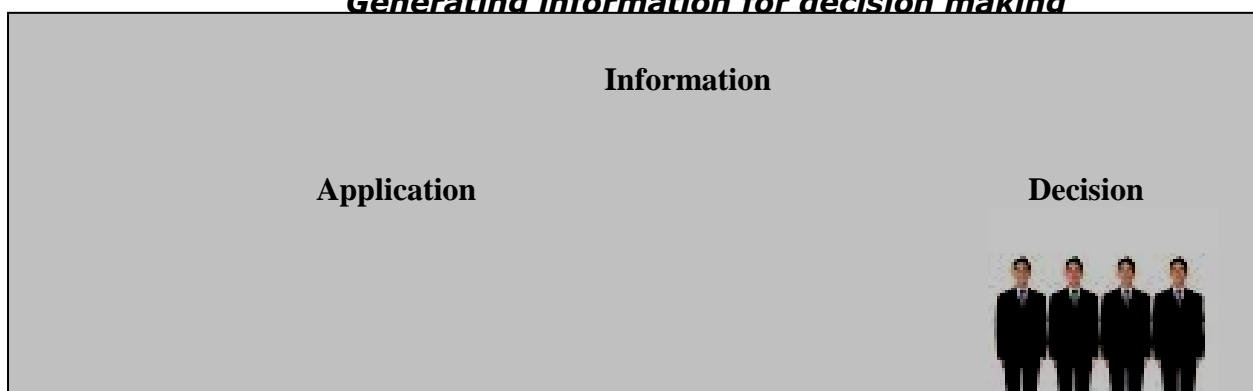 Generating information for decision making
Information
Application Decision